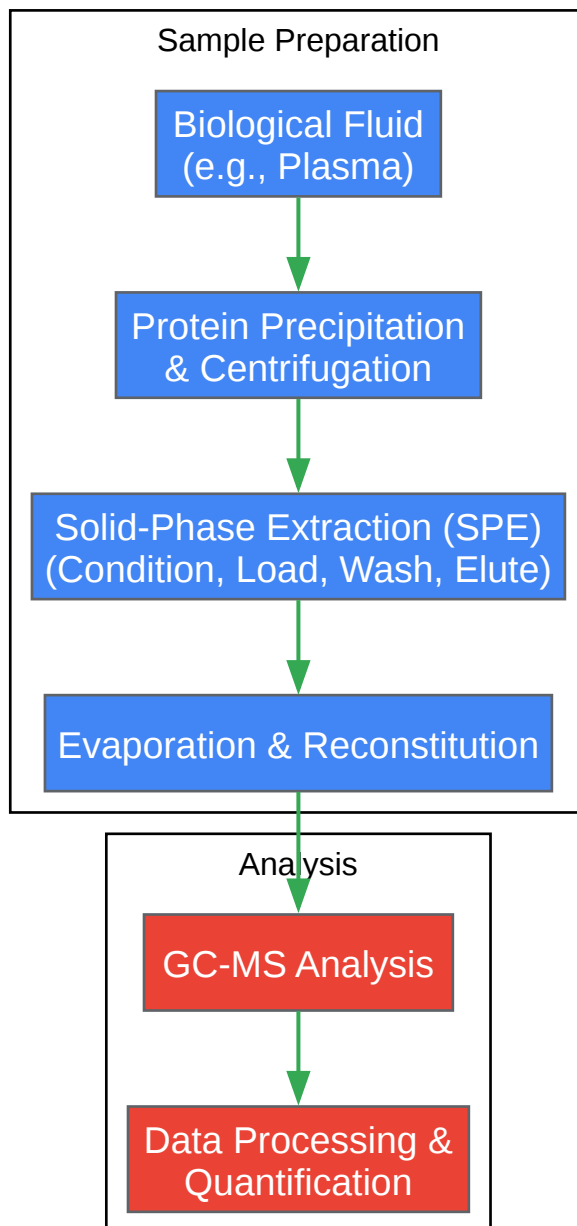 Sample Preparation
Biological Fluid
(e.g., Plasma)
Protein Precipitation
& Centrifugation
Solid-Phase Extraction (SPE)
(Condition, Load, Wash, Elute)
Evaporation & Reconstitution
Analysis
GC-MS Analysis
Data Processing &
Quantification